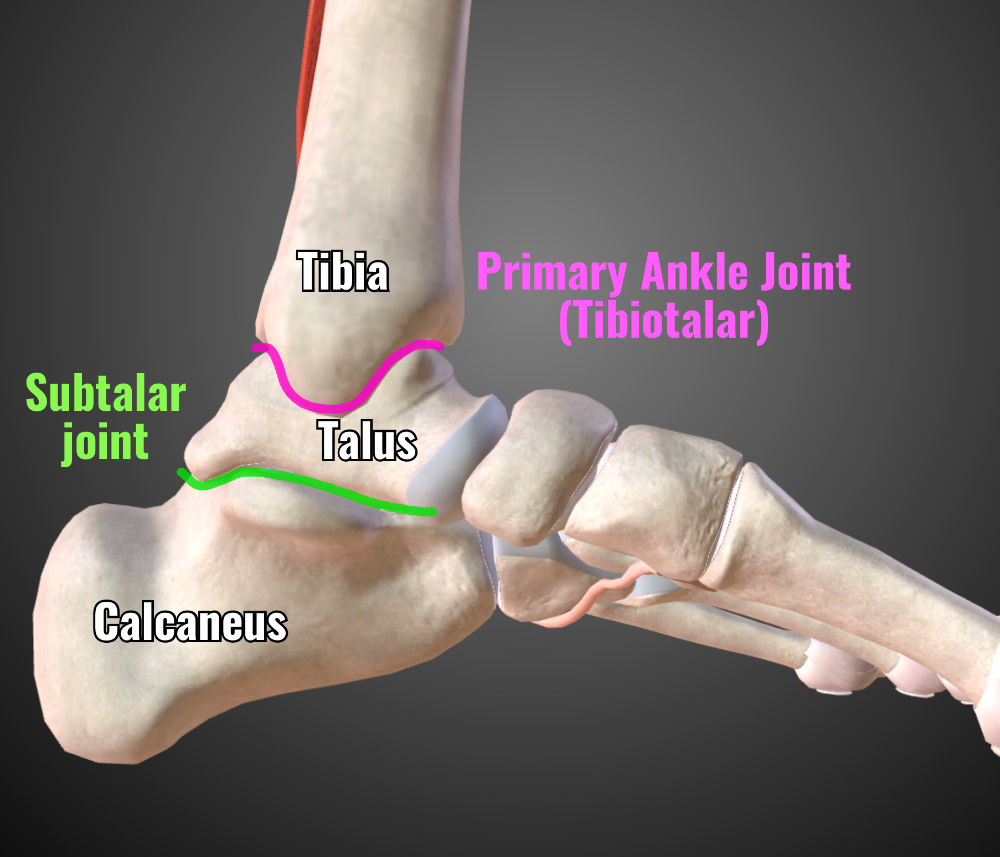 Tibia
Primary Ankle Joint
(Tibiotalar)
Subtalar
joint
Talus
Calcaneus